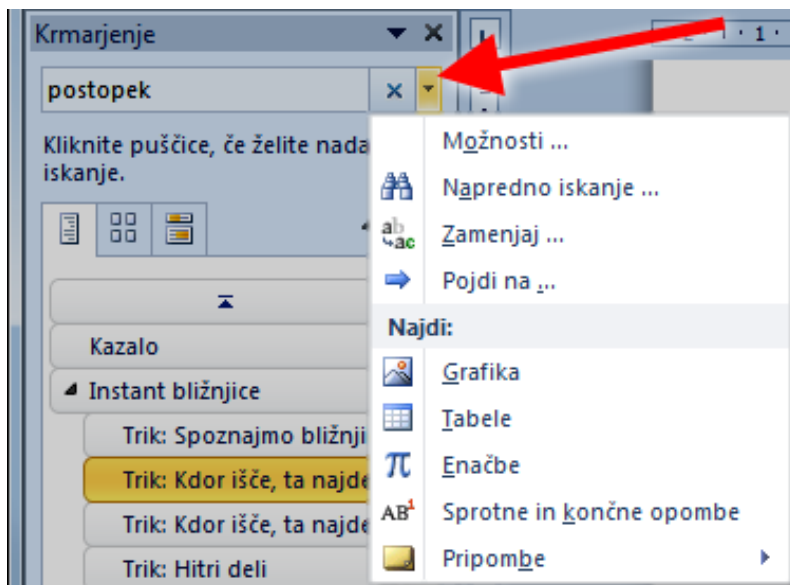 Krmarjenje
postopek
Kliknite puščice, če želite nada
iskanje.
Kazalo
Instant bližnjice
Trik: Spoznajmo bližnji
Trik: Kdor išče, ta najde
Trik: Kdor išče, ta najde
Trik: Hitri deli
Možnosti ...
Napredno iskanje ...
Zamenjaj ...
Pojdi na ...
Najdi:
Grafika
Tabele
Enačbe
Sprotne in končne opombe
Pripombe